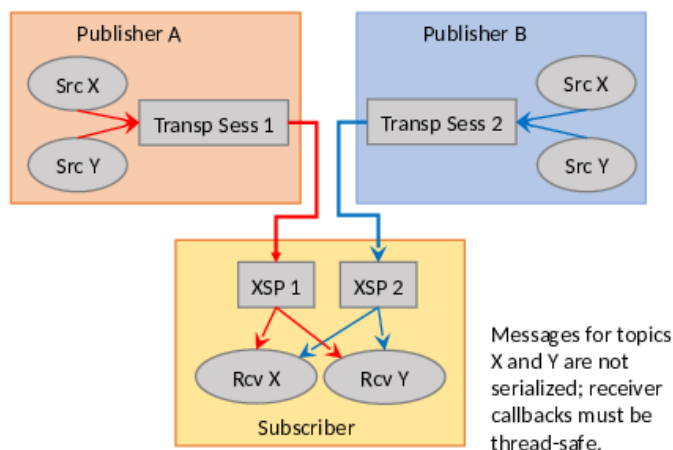 Publisher A
Publisher B
Src X
Src X
Transp Sess 1
Transp Sess 2
Src Y
Src Y
XSP 1
XSP 2
Rcv X
Rcv Y
Subscriber
Messages for topics
X and Y are not
serialized; receiver
callbacks must be
thread-safe.